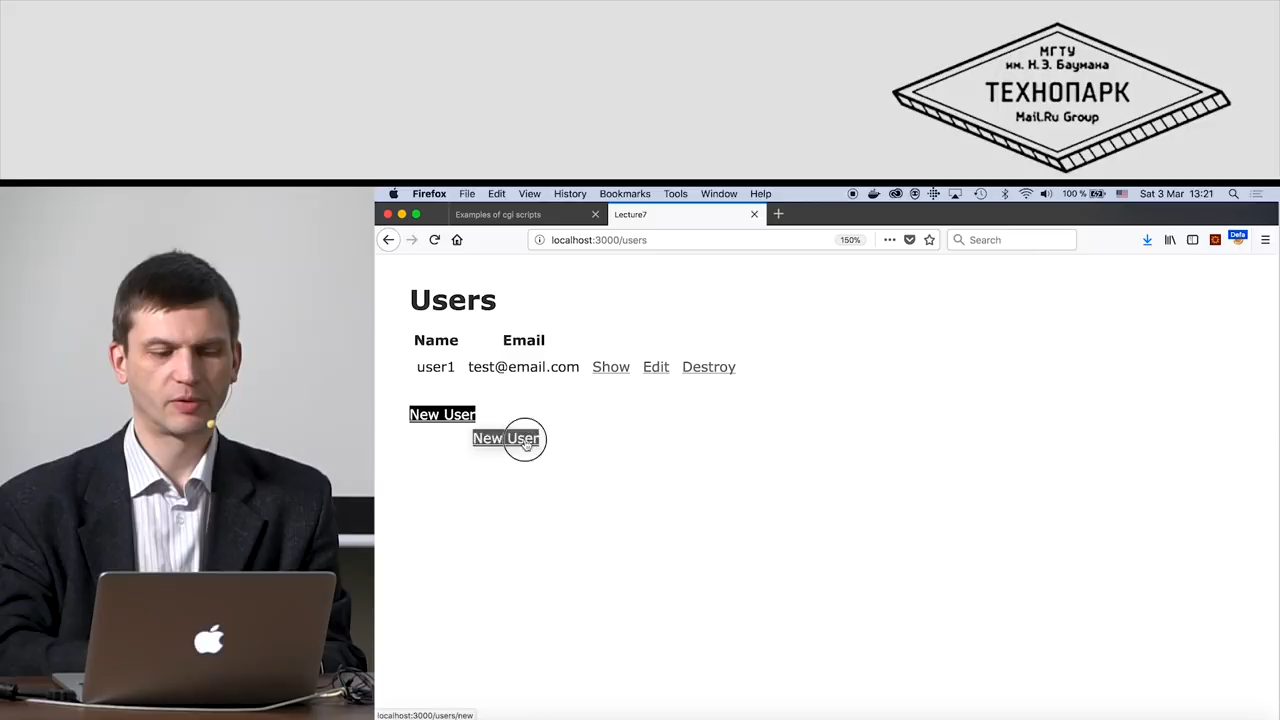 МГТУ
им. Н.Э. Баумана
ТЕХНОПАРК
Mail.Ru Group
Firefox File Edit View History Bookmarks Tools Window Help 100 % Sat 3 Mar 13:21
Examples of cgi scripts
Lecture7
localhost:3000/users
150%
Search
Defa
Users
Name Email
user1 test@email.com Show Edit Destroy
New User
New User
localhost:3000/users/new